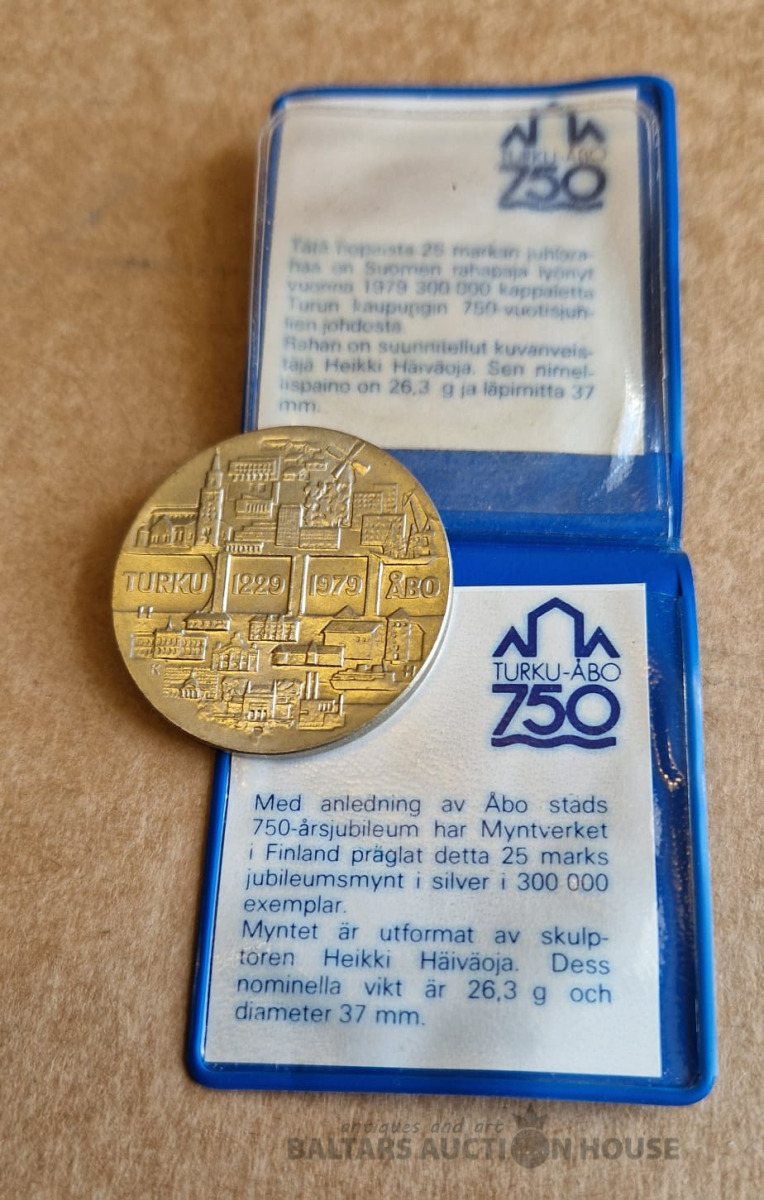 TURKU-ÅBO
750
Tätä hopeista 25 markan juhlara-
haa on Suomen rahapaja lyönyt
vuonna 1979 300 000 kappaletta
Turun kaupungin 750-vuotisjuh-
lien johdosta.
Rahan on suunnitellut kuvanveis-
täjä Heikki Häiväoja. Sen nimel-
lispaino on 26,3 g ja läpimitta 37
mm.
TURKU 1229 1979 ÅBO
H
K H
TURKU-ÅBO
750
Med anledning av Åbo stads
750-årsjubileum har Myntverket
i Finland präglat detta 25 marks
jubileumsmynt i silver i 300 000
exemplar.
Myntet är utformat av skulp-
tören Heikki Häiväoja. Dess
nominella vikt är 26,3 g och
diameter 37 mm.
antiques and art
BALTARS AUCTION HOUSE